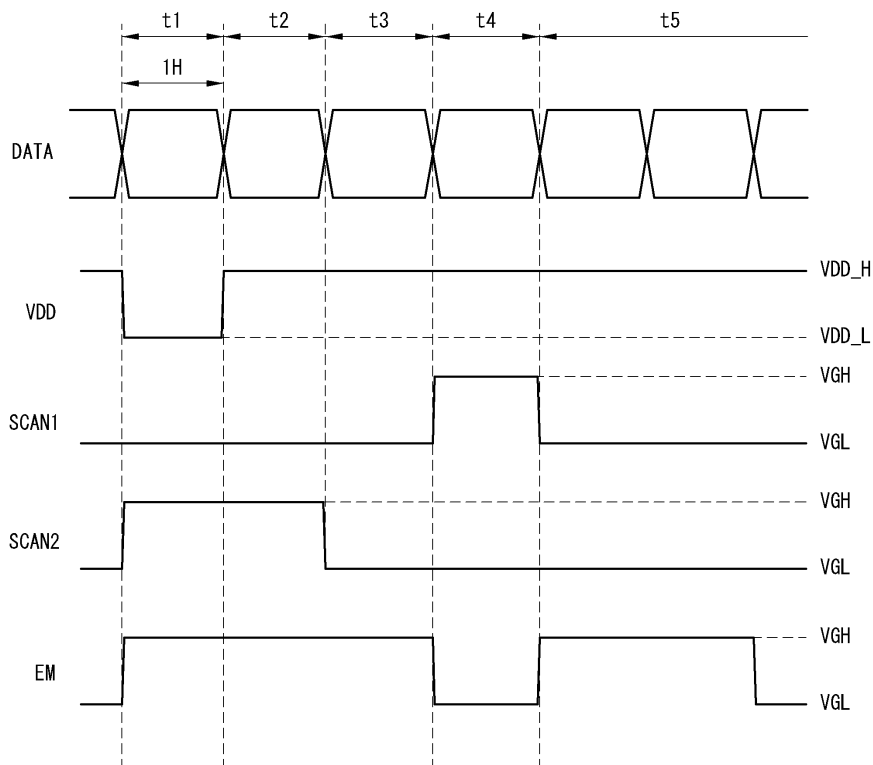 t1 t2 t3 t4 t5
1H
DATA
VDD_H
VDD
VDD_L
VGH
SCAN1
VGL
VGH
SCAN2
VGL
VGH
EM
VGL